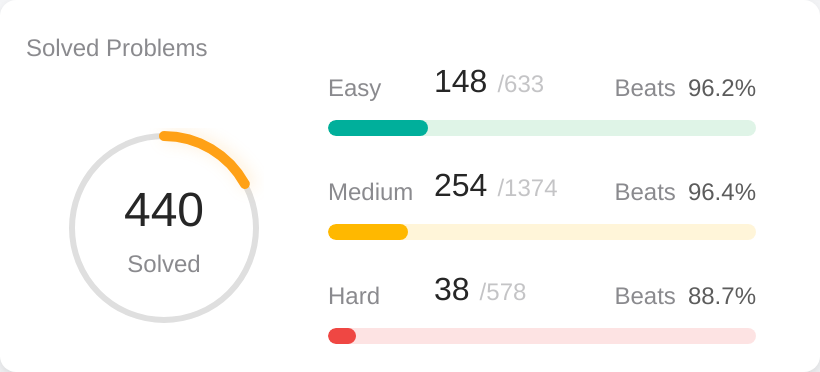 Solved Problems
440
Solved
Easy 148 /633 Beats 96.2%
Medium 254 /1374 Beats 96.4%
Hard 38 /578 Beats 88.7%